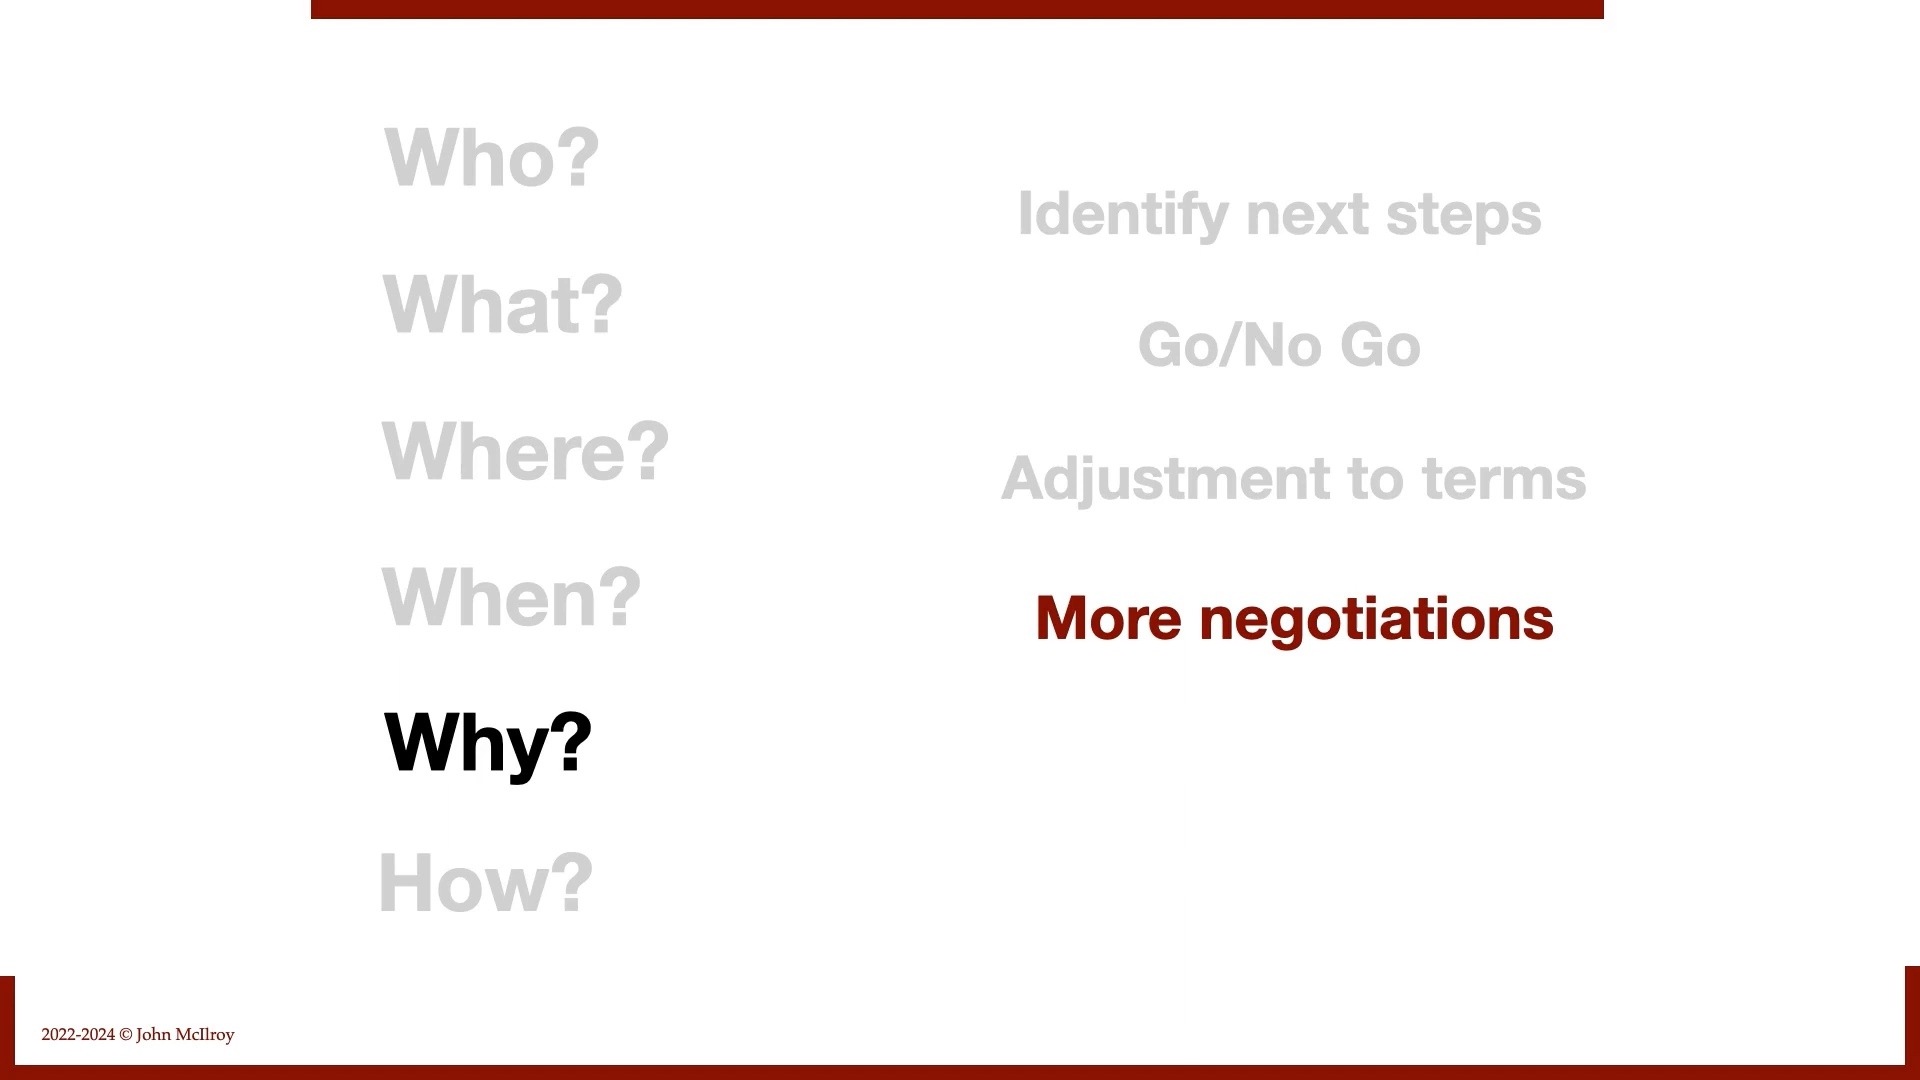 Who?
What?
Where?
When?
Why?
How?
Identify next steps
Go/No Go
Adjustment to terms
More negotiations
2022-2024 © John McIlroy